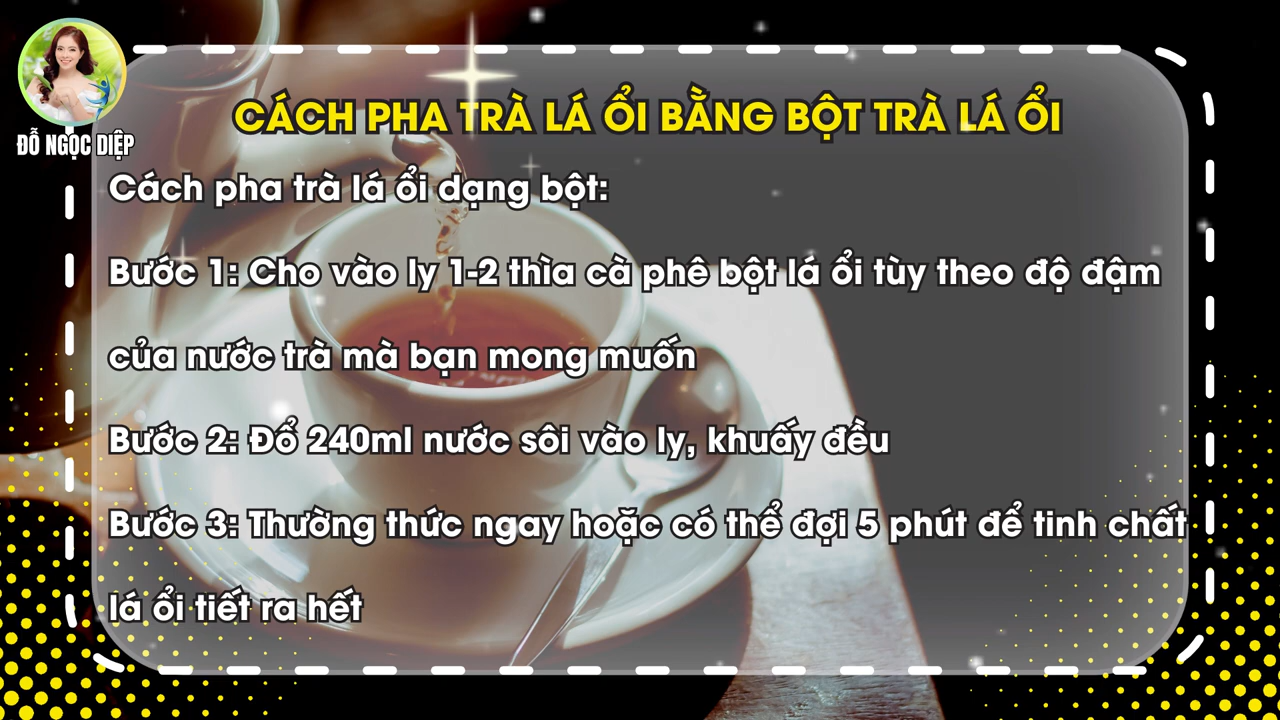 ĐỖ NGỌC DIỆP
CÁCH PHA TRÀ LÁ ỔI BẰNG BỘT TRÀ LÁ ỔI
Cách pha trà lá ổi dạng bột:
Bước 1: Cho vào ly 1-2 thìa cà phê bột lá ổi tùy theo độ đậm
của nước trà mà bạn mong muốn
Bước 2: Đổ 240ml nước sôi vào ly, khuấy đều
Bước 3: Thường thức ngay hoặc có thể đợi 5 phút để tinh chất
lá ổi tiết ra hết